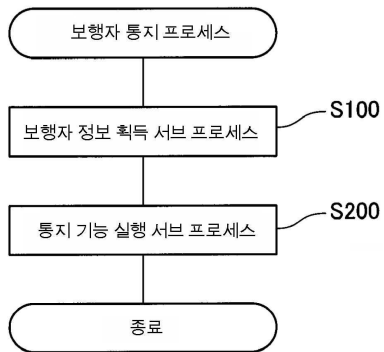 보행자 통지 프로세스
S100
보행자 정보 획득 서브 프로세스
S200
통지 기능 실행 서브 프로세스
종료